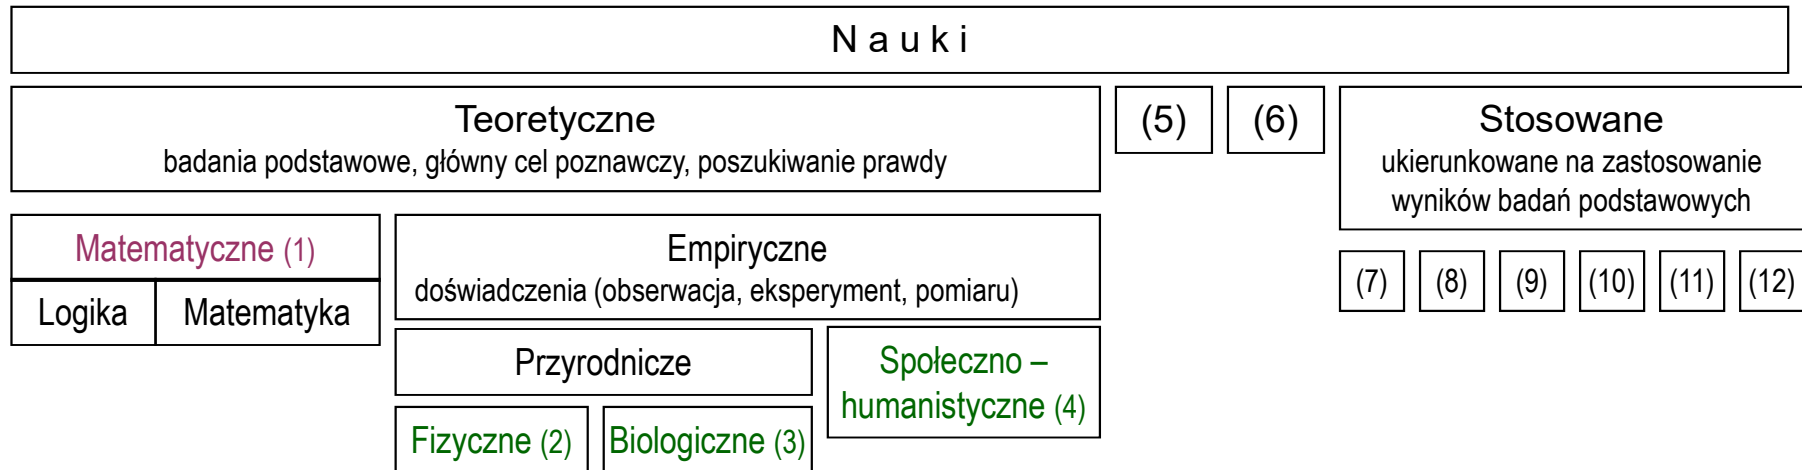 N a u k i
Teoretyczne
badania podstawowe, główny cel poznawczy, poszukiwanie prawdy
(5)
(6)
Stosowane
ukierunkowane na zastosowanie
wyników badań podstawowych
Matematyczne (1)
Logika
Matematyka
Empiryczne
doświadczenia (obserwacja, eksperyment, pomiaru)
Przyrodnicze
Fizyczne (2)
Biologiczne (3)
Społeczno –
humanistyczne (4)
(7)
(8)
(9)
(10)
(11)
(12)